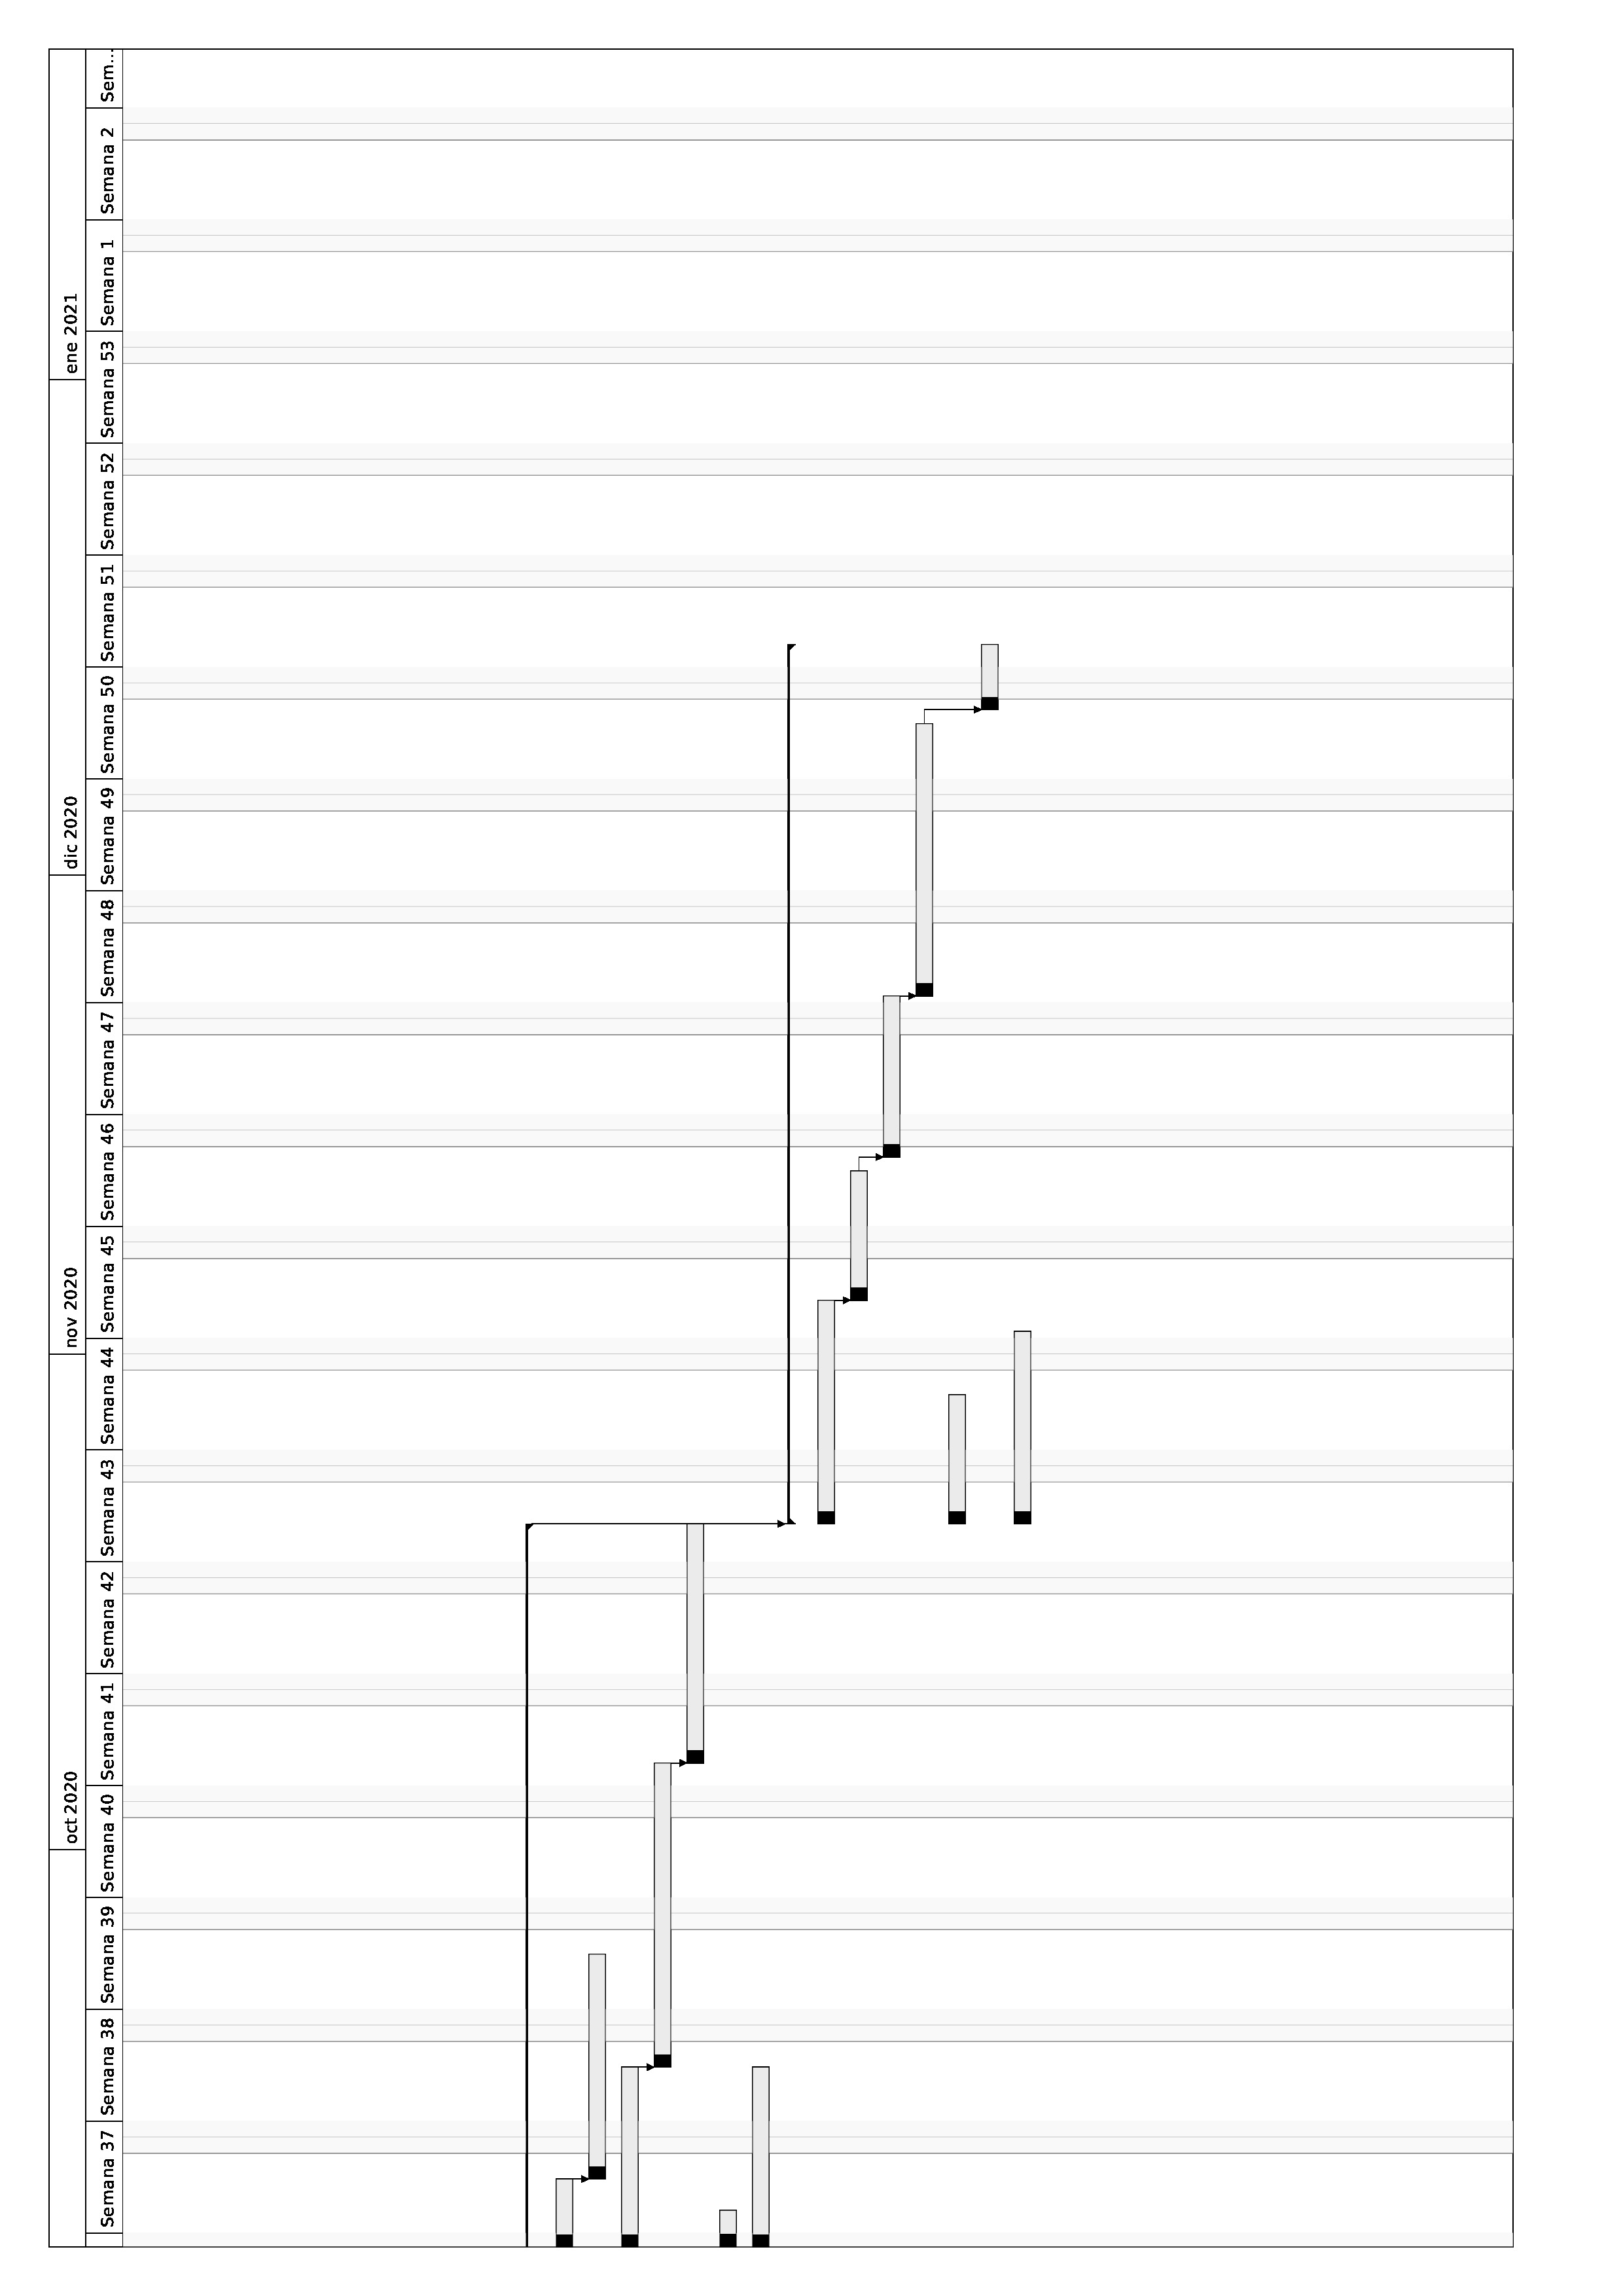 oct 2020
nov 2020
dic 2020
ene 2021
Semana 37
Semana 38
Semana 39
Semana 40
Semana 41
Semana 42
Semana 43
Semana 44
Semana 45
Semana 46
Semana 47
Semana 48
Semana 49
Semana 50
Semana 51
Semana 52
Semana 53
Semana 1
Semana 2
Sem...